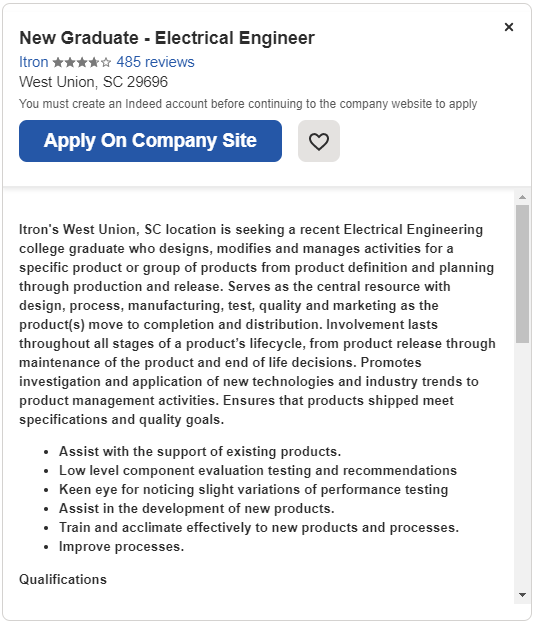 New Graduate - Electrical Engineer
Itron 485 reviews
West Union, SC 29696
You must create an Indeed account before continuing to the company website to apply
Apply On Company Site
Itron's West Union, SC location is seeking a recent Electrical Engineering
college graduate who designs, modifies and manages activities for a
specific product or group of products from product definition and planning
through production and release. Serves as the central resource with
design, process, manufacturing, test, quality and marketing as the
product(s) move to completion and distribution. Involvement lasts
throughout all stages of a product’s lifecycle, from product release through
maintenance of the product and end of life decisions. Promotes
investigation and application of new technologies and industry trends to
product management activities. Ensures that products shipped meet
specifications and quality goals.
• Assist with the support of existing products.
• Low level component evaluation testing and recommendations
• Keen eye for noticing slight variations of performance testing
• Assist in the development of new products.
• Train and acclimate effectively to new products and processes.
• Improve processes.
Qualifications